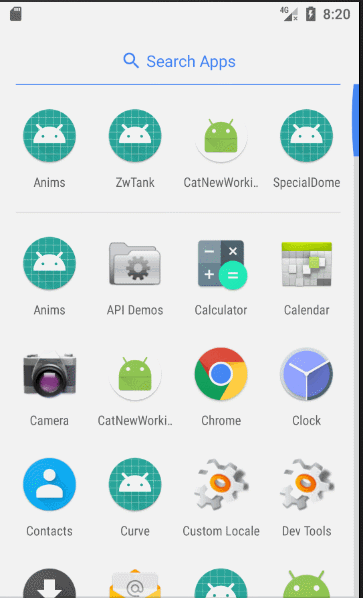 4G 8:20
Search Apps
Anims ZwTank CatNewWorki.. SpecialDome
Anims API Demos Calculator Calendar
Camera CatNewWorki.. Chrome Clock
Contacts Curve Custom Locale Dev Tools